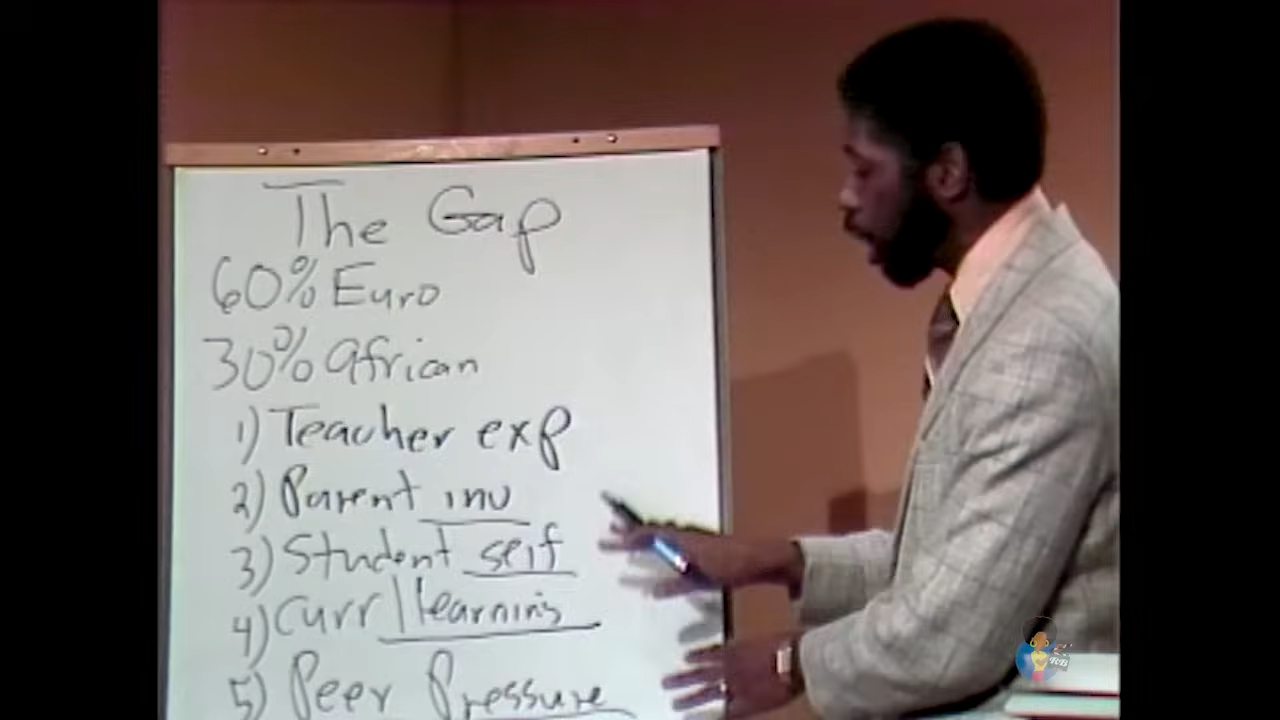 The Gap
60% Euro
30% African
1) Teacher exp
2) Parent inv
3) Student self
4) Curr/learning
5) Peer Pressure